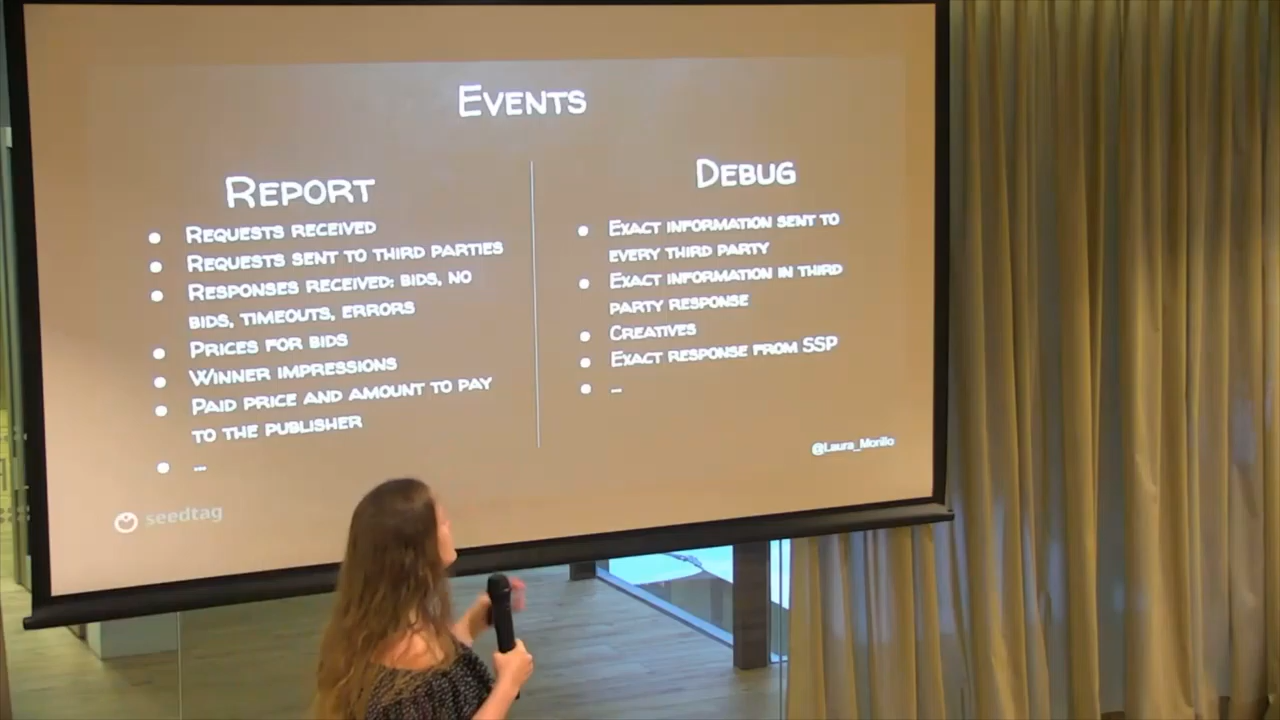 EVENTS
REPORT
REQUESTS RECEIVED
REQUESTS SENT TO THIRD PARTIES
RESPONSES RECEIVED: BIDS, NO
BIDS, TIMEOUTS, ERRORS
PRICES FOR BIDS
WINNER IMPRESSIONS
PAID PRICE AND AMOUNT TO PAY
TO THE PUBLISHER
...
DEBUG
EXACT INFORMATION SENT TO
EVERY THIRD PARTY
EXACT INFORMATION IN THIRD
PARTY RESPONSE
CREATIVES
EXACT RESPONSE FROM SSP
...
@Laura_Morillo
seedtag